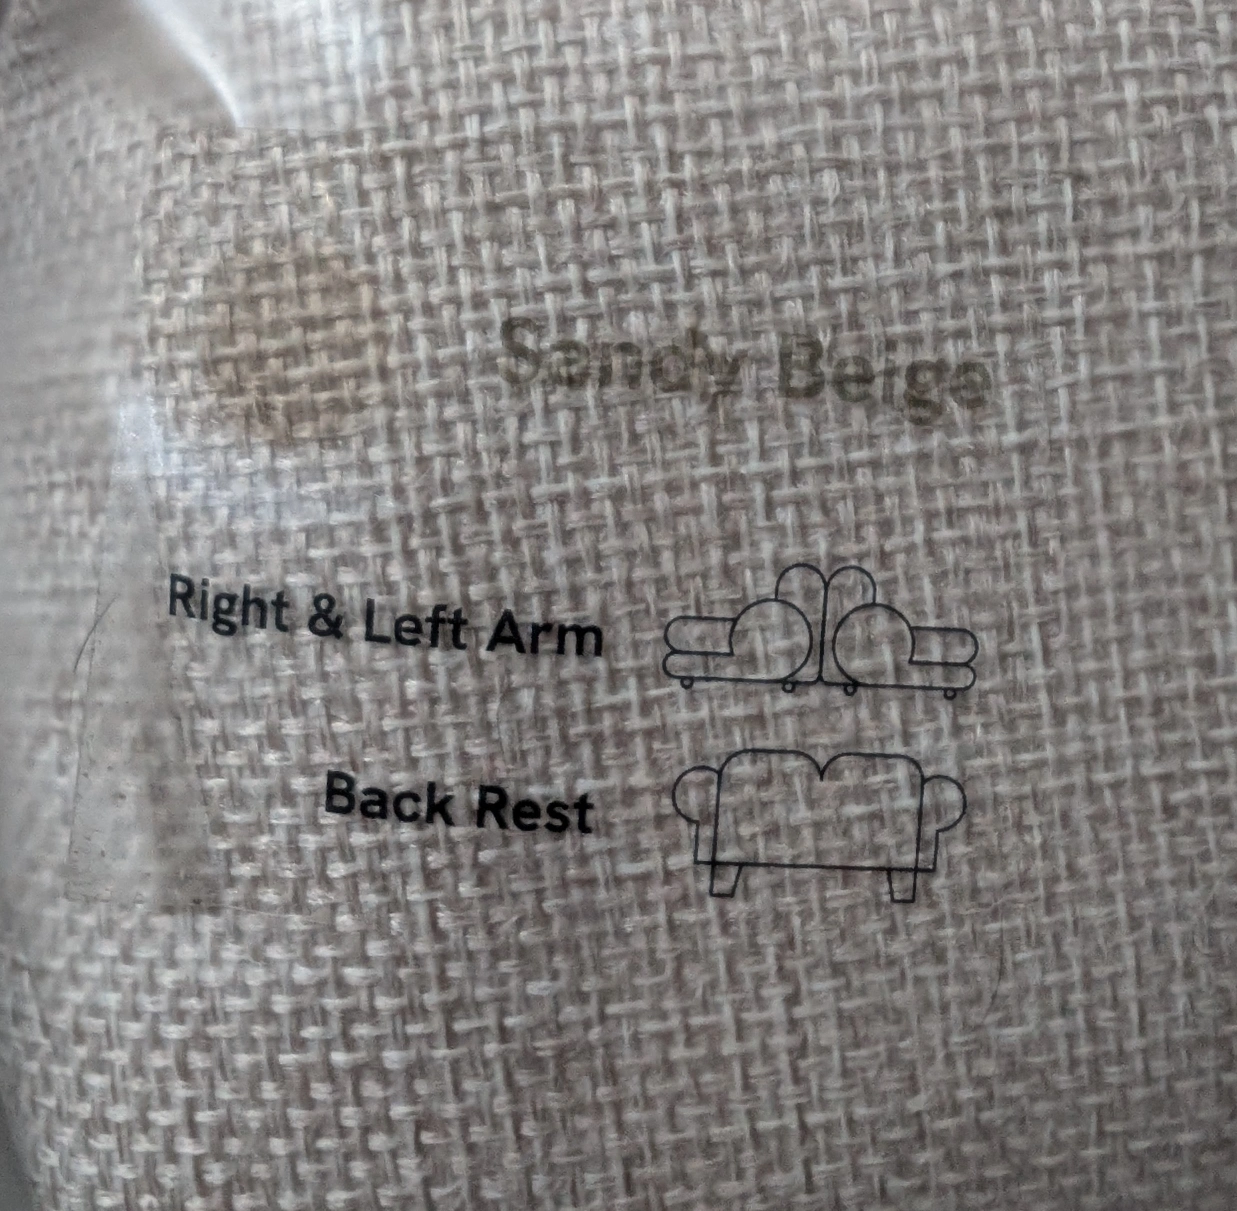 Sandy Beige
Right & Left Arm
Back Rest